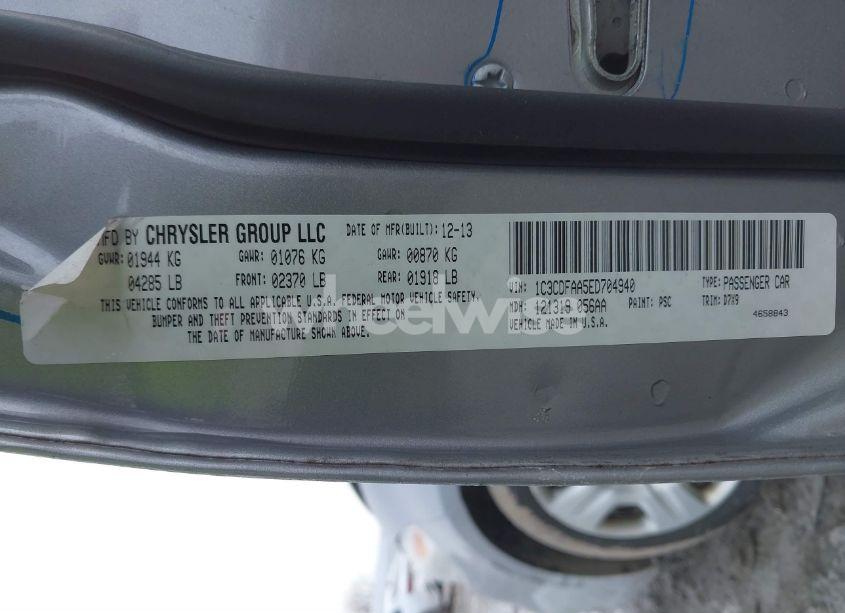 MFD BY CHRYSLER GROUP LLC DATE OF MFR(BUILT): 12-13
GVWR: 01944 KG GAWR: 01076 KG GAWR: 00870 KG
04285 LB FRONT: 02370 LB REAR: 01918 LB
THIS VEHICLE CONFORMS TO ALL APPLICABLE U.S.A. FEDERAL MOTOR VEHICLE SAFETY,
BUMPER AND THEFT PREVENTION STANDARDS IN EFFECT ON
THE DATE OF MANUFACTURE SHOWN ABOVE.
VIN: 1C3CDFAA5ED704940 TYPE: PASSENGER CAR
MDH: 121318 056AA PAINT: PSC TRIM: D7X9
VEHICLE MADE IN U.S.A. 4658843